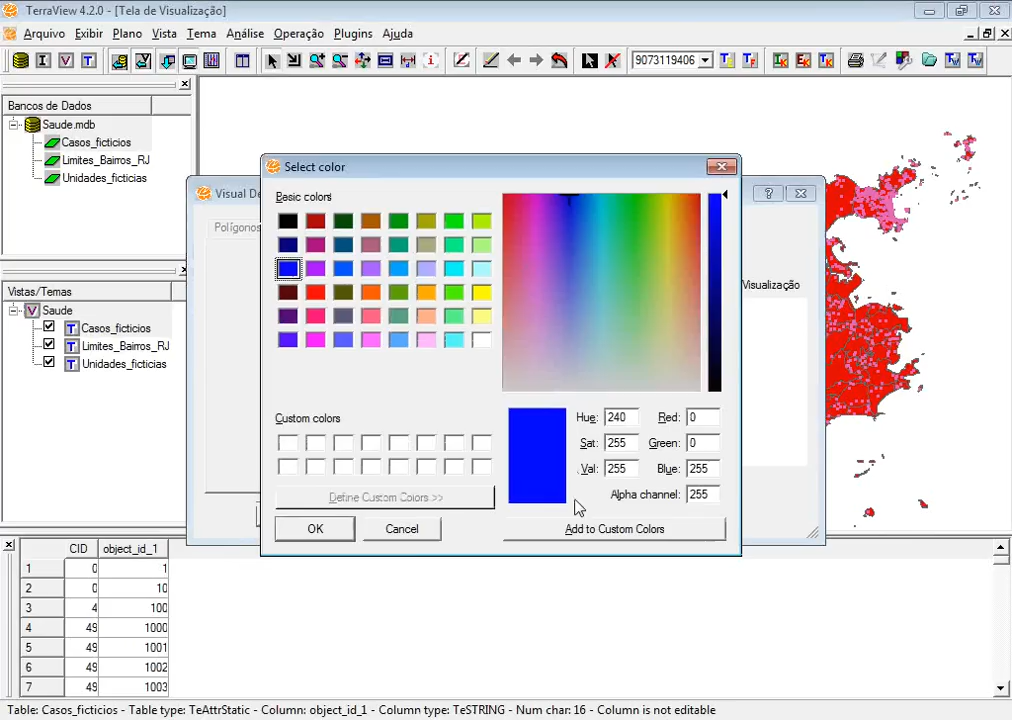 TerraView 4.2.0 - [Tela de Visualização]
Arquivo Exibir Plano Vista Tema Análise Operação Plugins Ajuda
9073119406
Bancos de Dados
Saude.mdb
Casos_ficticios
Limites_Bairros_RJ
Unidades_ficticias
Vistas/Temas
Saude
Casos_ficticios
Limites_Bairros_RJ
Unidades_ficticias
Visual De
Polígonos
Visualização
Select color
Basic colors
Custom colors
Define Custom Colors >>
OK Cancel
Hue: 240 Red: 0
Sat: 255 Green: 0
Val: 255 Blue: 255
Alpha channel: 255
Add to Custom Colors
CID object_id_1
1 0 1
2 0 10
3 4 100
4 49 1000
5 49 1001
6 49 1002
7 49 1003
Table: Casos_ficticios - Table type: TeAttrStatic - Column: object_id_1 - Column type: TeSTRING - Num char: 16 - Column is not editable